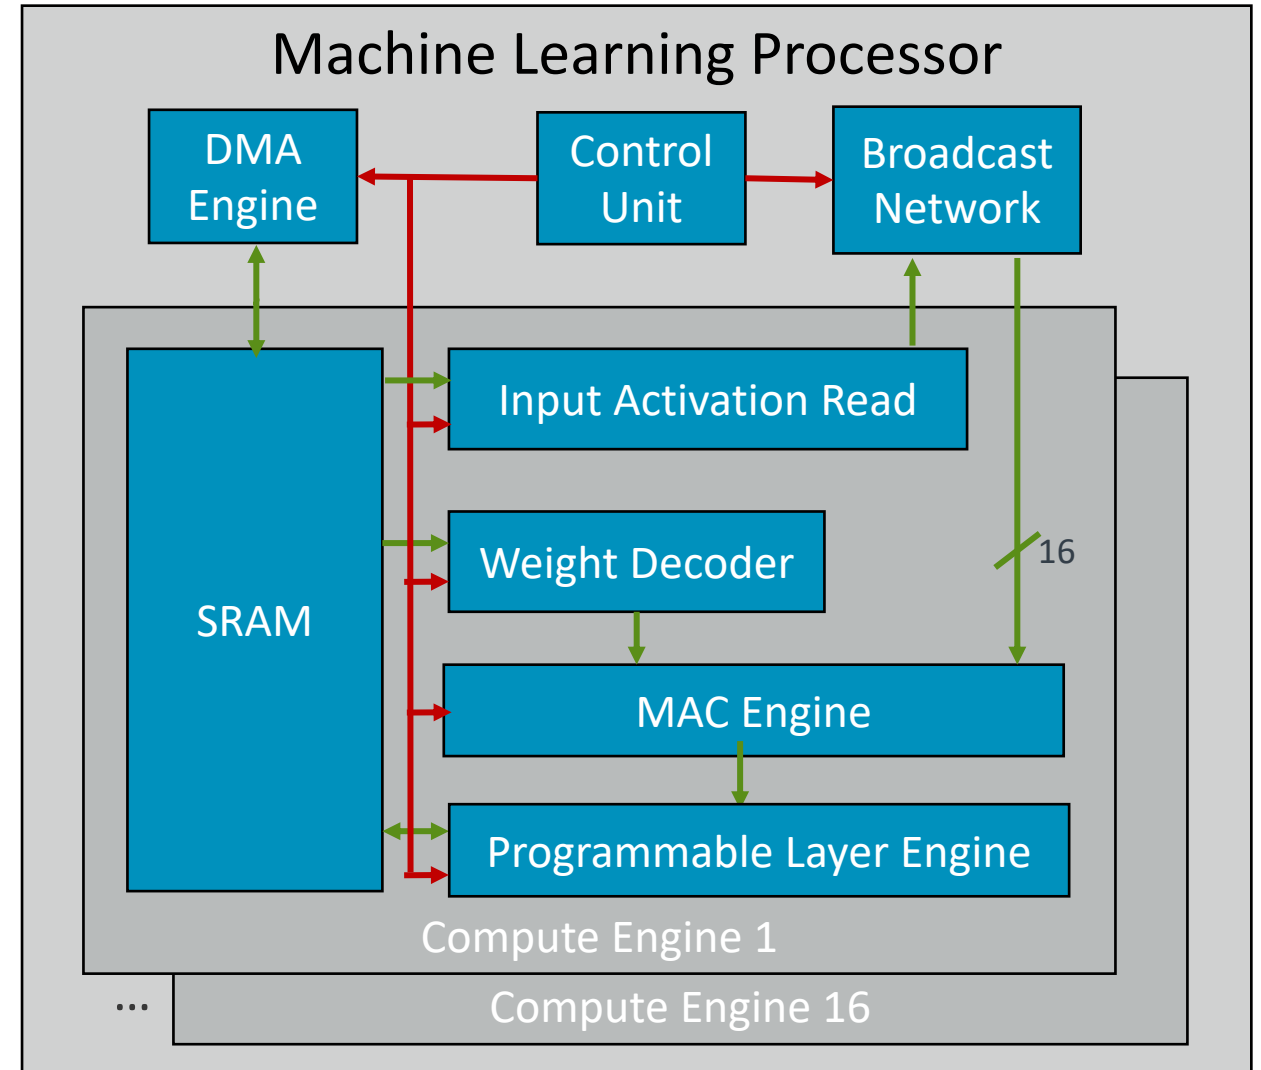 Machine Learning Processor
DMA
Engine
Control
Unit
Broadcast
Network
Input Activation Read
Weight Decoder
16
SRAM
MAC Engine
Programmable Layer Engine
Compute Engine 1
...
Compute Engine 16